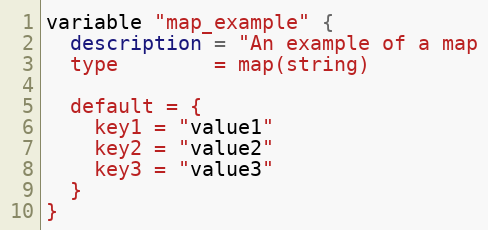 1 variable "map_example" {
2   description = "An example of a map
3   type        = map(string)
4
5   default = {
6     key1 = "value1"
7     key2 = "value2"
8     key3 = "value3"
9   }
10 }